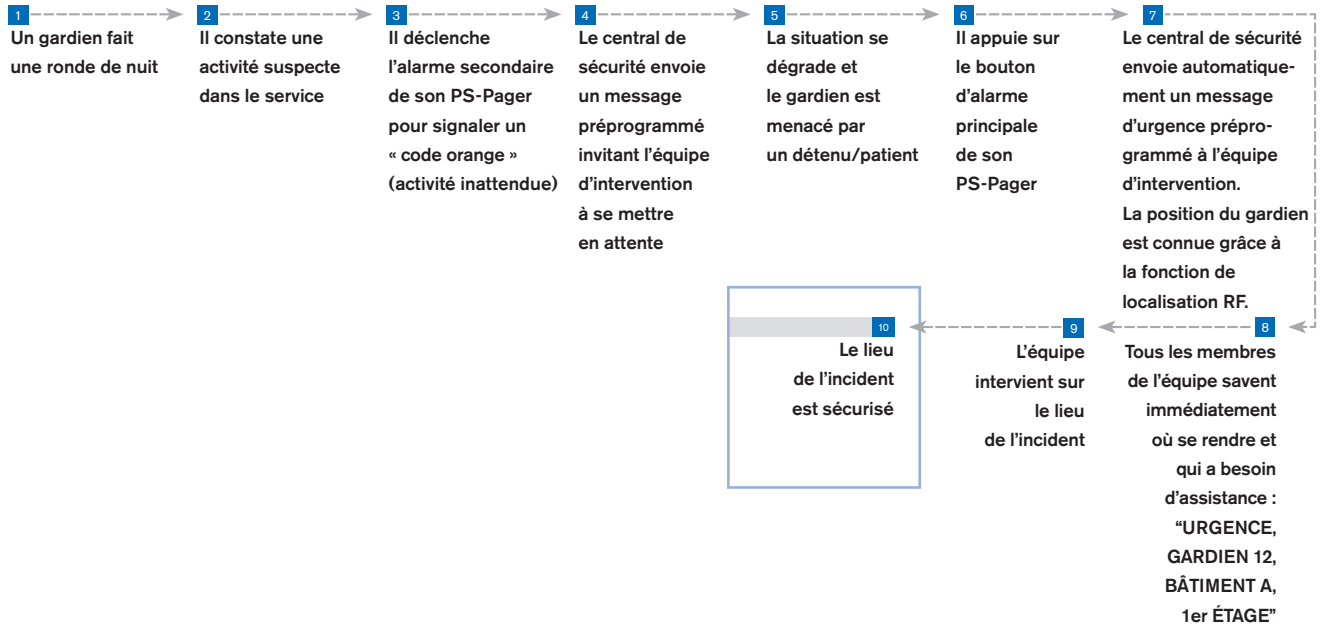 1
Un gardien fait
une ronde de nuit
2
Il constate une
activité suspecte
dans le service
3
Il déclenche
l'alarme secondaire
de son PS-Pager
pour signaler un
« code orange »
(activité inattendue)
4
Le central de
sécurité envoie
un message
préprogrammé
invitant l'équipe
d'intervention
à se mettre
en attente
5
La situation se
dégrade et
le gardien est
menacé par
un détenu/patient
6
Il appuie sur
le bouton
d'alarme
principale
de son
PS-Pager
7
Le central de sécurité
envoie automatique-
ment un message
d'urgence prépro-
grammé à l'équipe
d'intervention.
La position du gardien
est connue grâce à
la fonction de
localisation RF.
8
Tous les membres
de l'équipe savent
immédiatement
où se rendre et
qui a besoin
d'assistance :
“URGENCE,
GARDIEN 12,
BÂTIMENT A,
1er ÉTAGE”
9
L'équipe
intervient sur
le lieu
de l'incident
10
Le lieu
de l'incident
est sécurisé